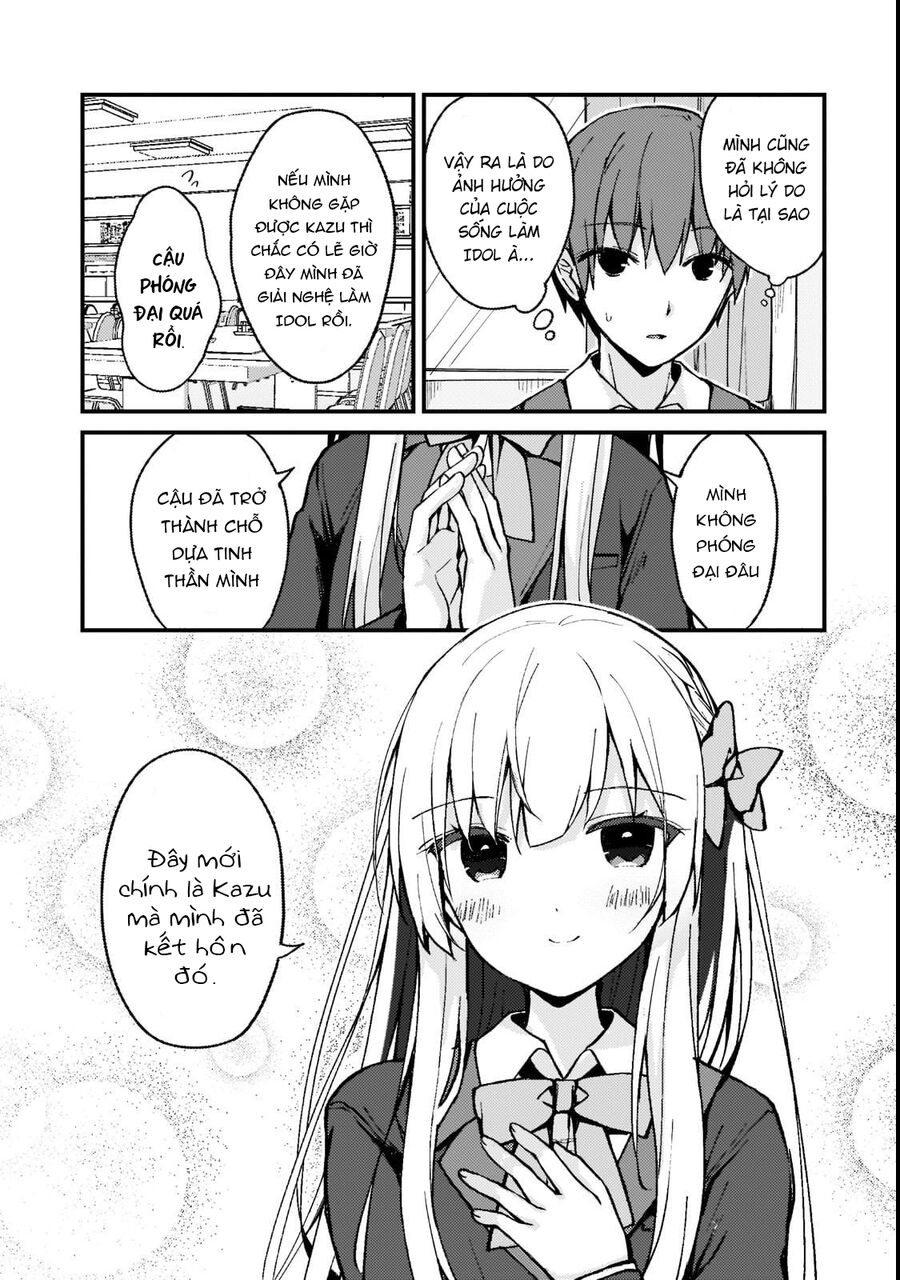 MÌNH CŨNG
ĐÃ KHÔNG
HỎI LÝ DO
LÀ TẠI SAO
VẬY RA LÀ DO
ẢNH HƯỞNG
CỦA CUỘC
SỐNG LÀM
IDOL À...
NẾU MÌNH
KHÔNG GẶP
ĐƯỢC KAZU THÌ
CHẮC CÓ LẼ GIỜ
ĐÂY MÌNH ĐÃ
GIẢI NGHỆ LÀM
IDOL RỒI.
CẬU
PHÓNG
ĐẠI QUÁ
RỒI.
MÌNH
KHÔNG
PHÓNG
ĐẠI ĐÂU
CẬU ĐÃ TRỞ
THÀNH CHỖ
DỰA TINH
THẦN MÌNH
Đây mới
chính là Kazu
mà mình đã
kết hôn
đó.